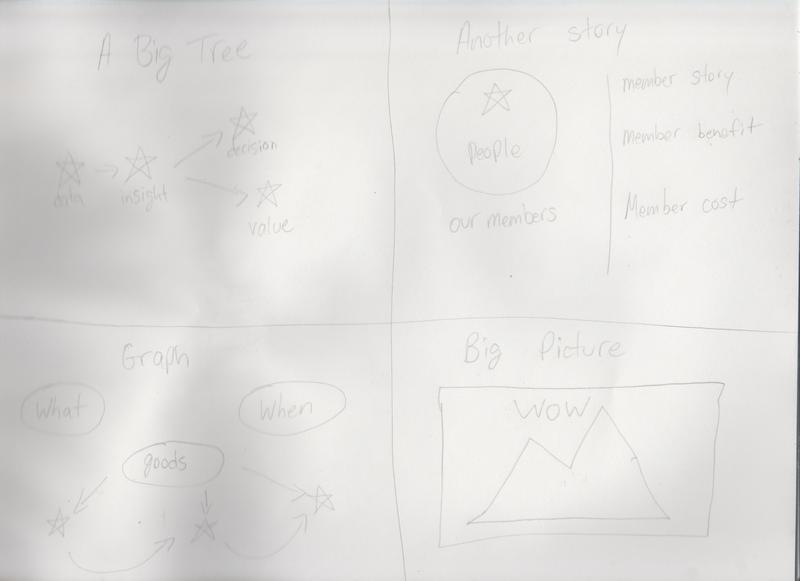 A Big Tree
data
insight
decision
value
Another story
People
our members
member story
member benefit
Member cost
Graph
What
When
goods
Big Picture
WOW